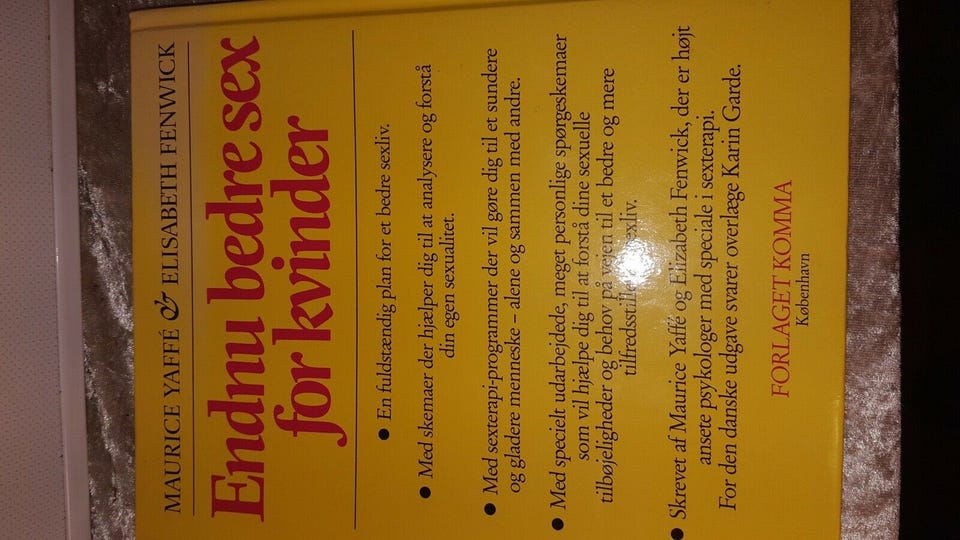 MAURICE YAFFÉ & ELISABETH FENWICK
Endnu bedre sex
for kvinder
• En fuldstændig plan for et bedre sexliv.
• Med skemaer der hjælper dig til at analysere og forstå
din egen sexualitet.
• Med sexterapi-programmer der vil gøre dig til et sundere
og gladere menneske – alene og sammen med andre.
• Med specielt udarbejdede, meget personlige spørgeskemaer
som vil hjælpe dig til at forstå dine sexuelle
tilbøjeligheder og behov på vejen til et bedre og mere
tilfredsstillende sexliv.
• Skrevet af Maurice Yaffé og Elizabeth Fenwick, der er højt
ansete psykologer med speciale i sexterapi.
For den danske udgave svarer overlæge Karin Garde.
FORLAGET KOMMA
København